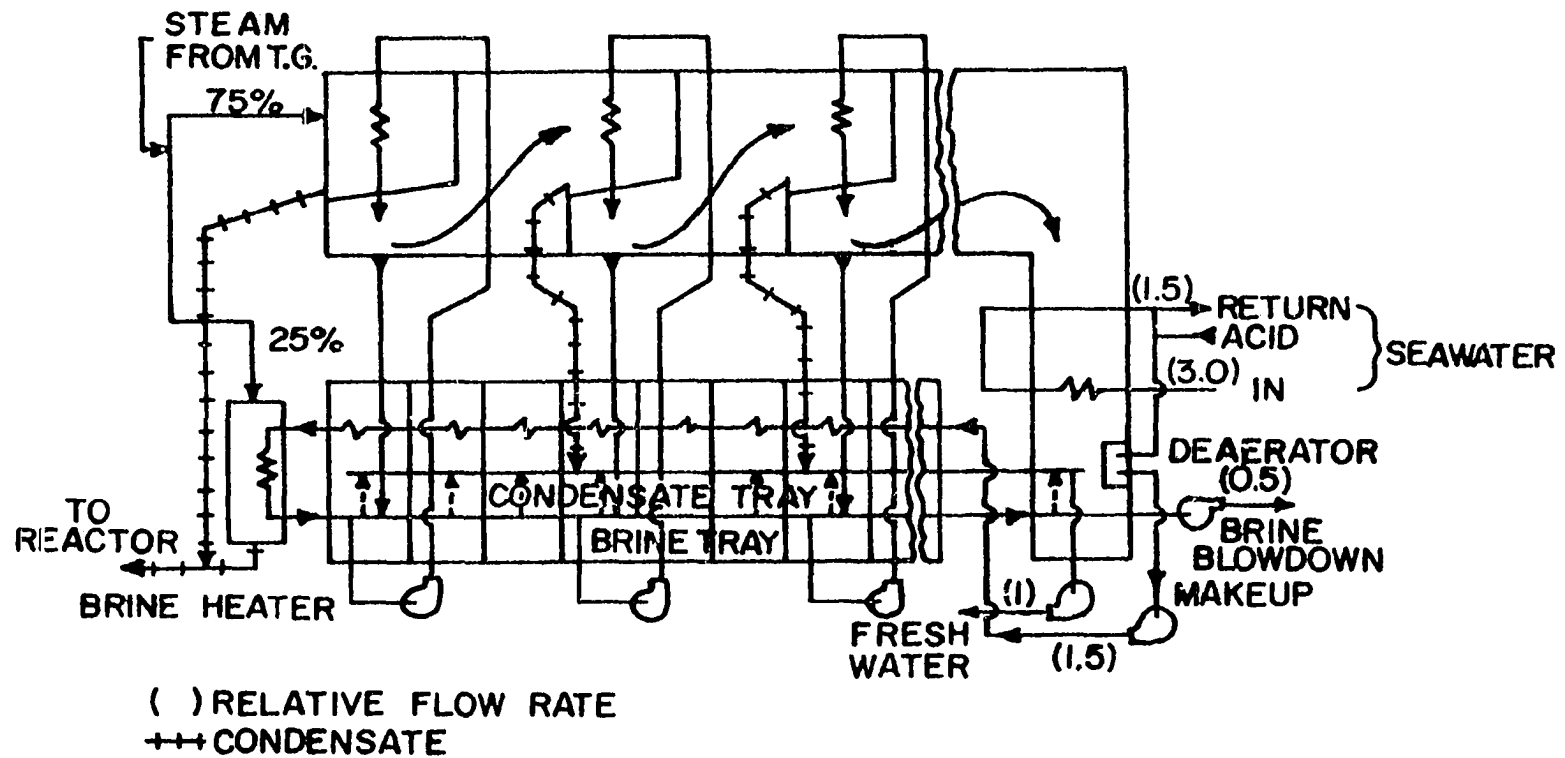 STEAM
FROM T.G.
75%
25%
(1.5)
RETURN
ACID
SEAWATER
(3.0) IN
DEAERATOR
(0.5)
CONDENSATE TRAY
BRINE TRAY
TO
REACTOR
BRINE
BLOWDOWN
MAKEUP
BRINE HEATER
(1)
FRESH
WATER
(1.5)
( ) RELATIVE FLOW RATE
CONDENSATE